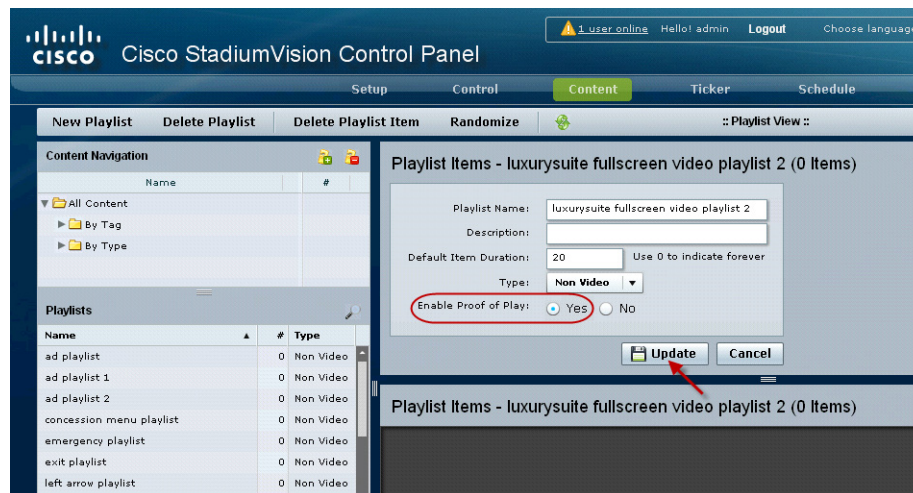 1 user online Hello! admin Logout Choose language
CISCO Cisco StadiumVision Control Panel
Setup Control Content Ticker Schedule
New Playlist Delete Playlist Delete Playlist Item Randomize :: Playlist View ::
Content Navigation
Name #
All Content
By Tag
By Type
Playlists
Name # Type
ad playlist 0 Non Video
ad playlist 1 0 Non Video
ad playlist 2 0 Non Video
concession menu playlist 0 Non Video
emergency playlist 0 Non Video
exit playlist 0 Non Video
left arrow playlist 0 Non Video
Playlist Items - luxurysuite fullscreen video playlist 2 (0 Items)
Playlist Name: luxurysuite fullscreen video playlist 2
Description:
Default Item Duration: 20 Use 0 to indicate forever
Type: Non Video
Enable Proof of Play: Yes No
Update Cancel
Playlist Items - luxurysuite fullscreen video playlist 2 (0 Items)